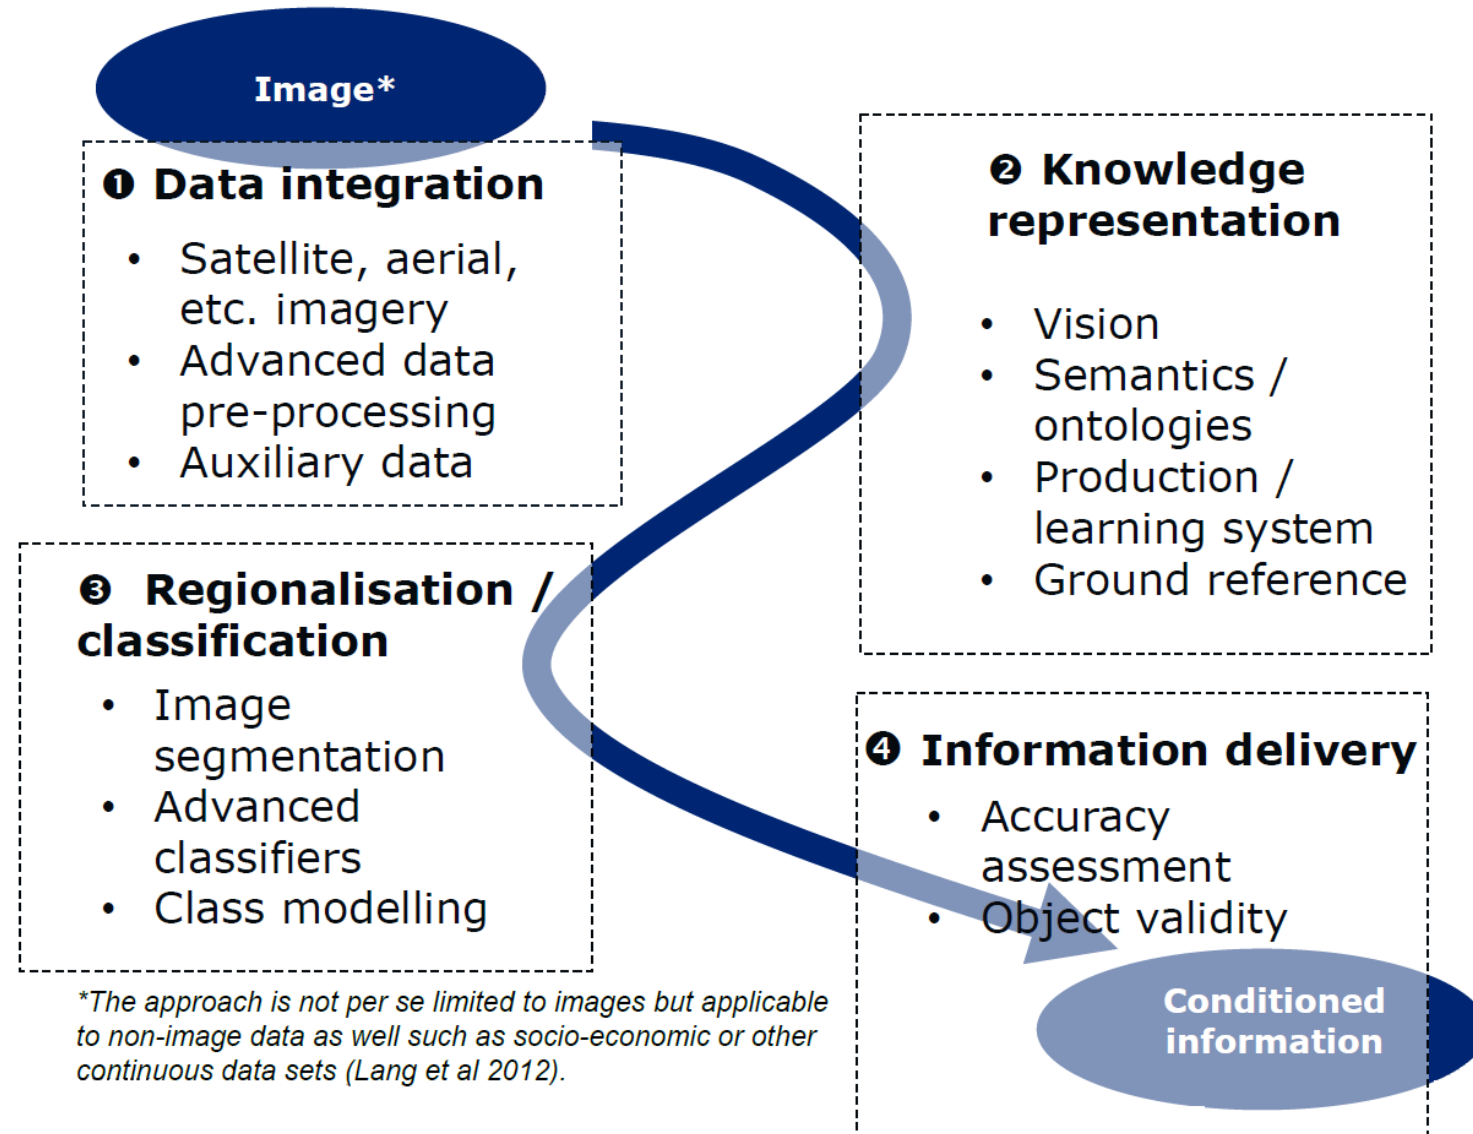 Image*
❶ Data integration
• Satellite, aerial,
etc. imagery
• Advanced data
pre-processing
• Auxiliary data
❷ Knowledge
representation
• Vision
• Semantics /
ontologies
• Production /
learning system
• Ground reference
❸ Regionalisation /
classification
• Image
segmentation
• Advanced
classifiers
• Class modelling
❹ Information delivery
• Accuracy
assessment
• Object validity
Conditioned
information
*The approach is not per se limited to images but applicable
to non-image data as well such as socio-economic or other
continuous data sets (Lang et al 2012).